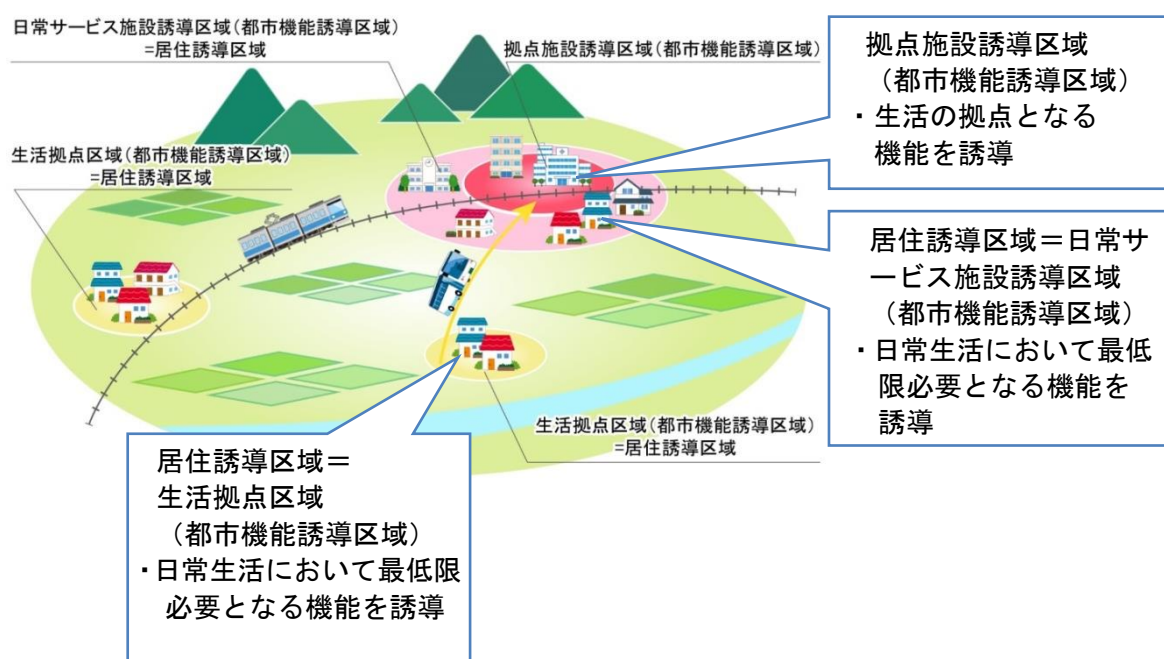 日常サービス施設誘導区域(都市機能誘導区域)
=居住誘導区域
拠点施設誘導区域(都市機能誘導区域)
生活拠点区域(都市機能誘導区域)
=居住誘導区域
生活拠点区域(都市機能誘導区域)
=居住誘導区域
拠点施設誘導区域
（都市機能誘導区域）
・生活の拠点となる
機能を誘導
居住誘導区域＝日常サ
ービス施設誘導区域
（都市機能誘導区域）
・日常生活において最低
限必要となる機能を
誘導
居住誘導区域＝
生活拠点区域
（都市機能誘導区域）
・日常生活において最低限
必要となる機能を誘導